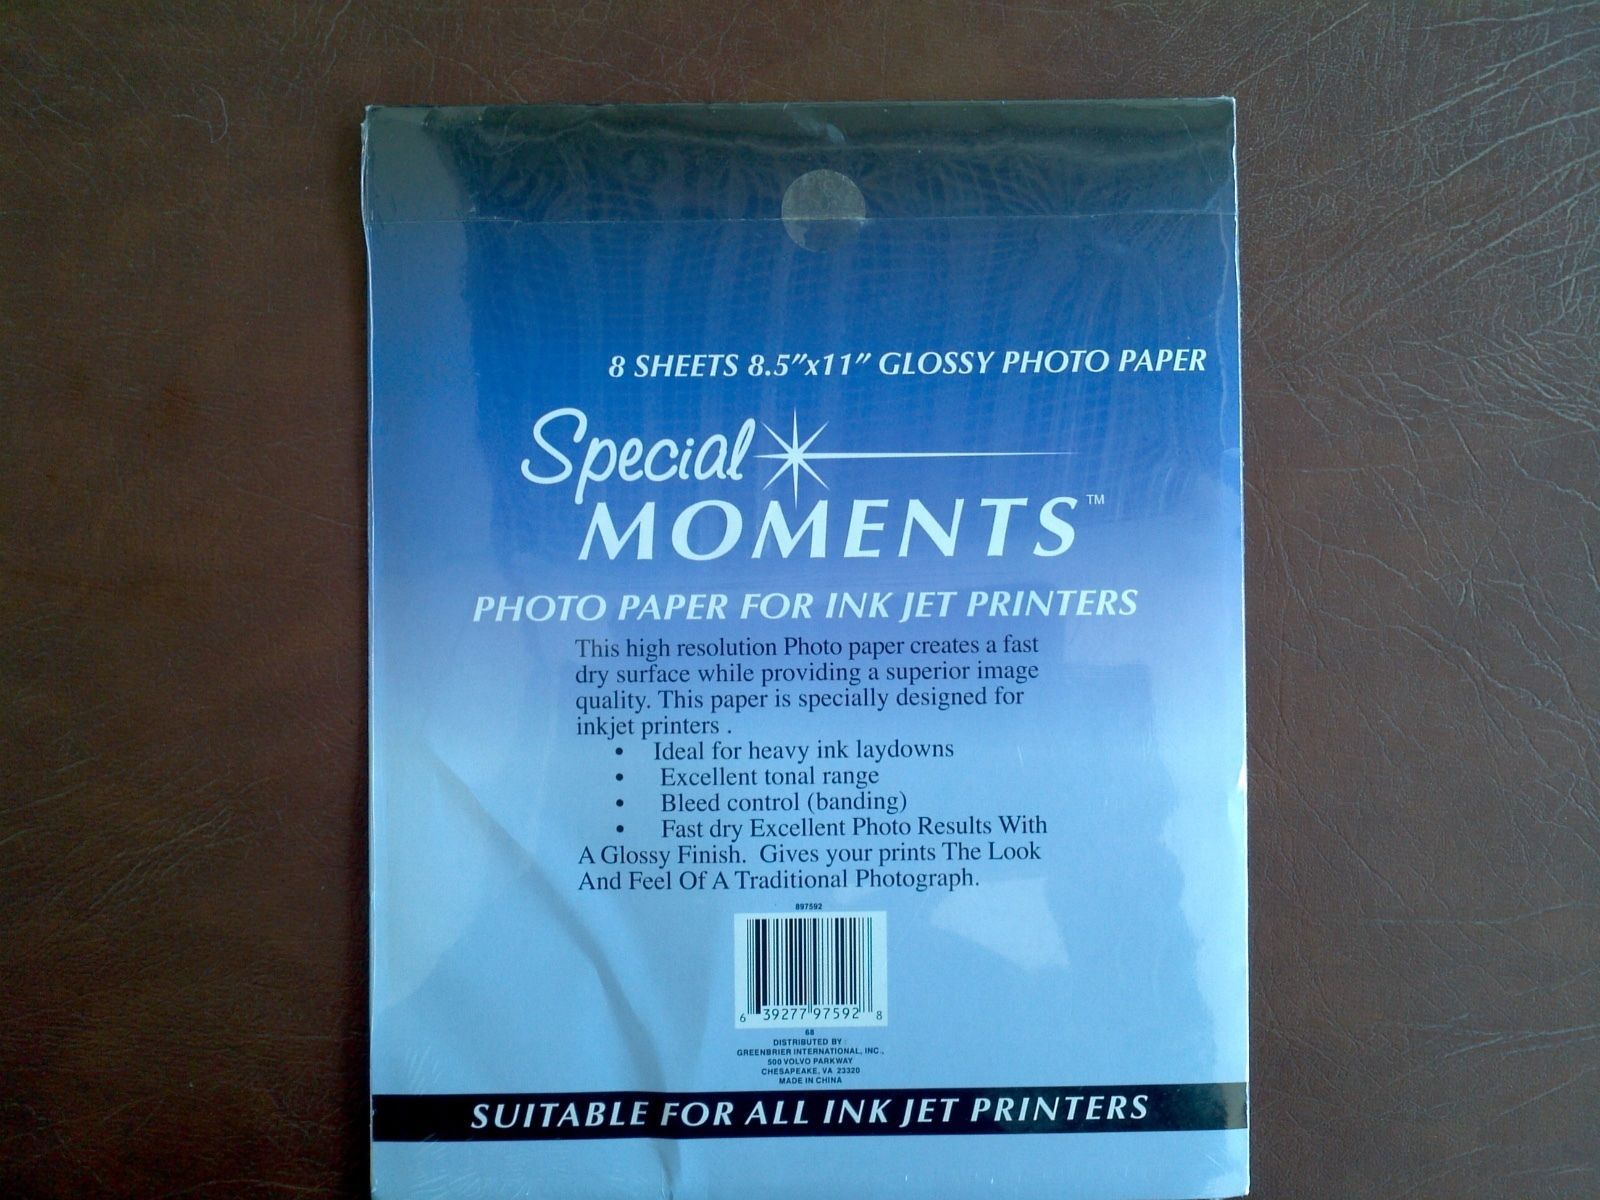 8 SHEETS 8.5"x11" GLOSSY PHOTO PAPER
Special
MOMENTS™
PHOTO PAPER FOR INK JET PRINTERS
This high resolution Photo paper creates a fast
dry surface while providing a superior image
quality. This paper is specially designed for
inkjet printers .
• Ideal for heavy ink laydowns
• Excellent tonal range
• Bleed control (banding)
• Fast dry Excellent Photo Results With
A Glossy Finish. Gives your prints The Look
And Feel Of A Traditional Photograph.
897592
6 39277 97592 8
68
DISTRIBUTED BY
GREENBRIER INTERNATIONAL, INC.,
500 VOLVO PARKWAY
CHESAPEAKE, VA 23320
MADE IN CHINA
SUITABLE FOR ALL INK JET PRINTERS